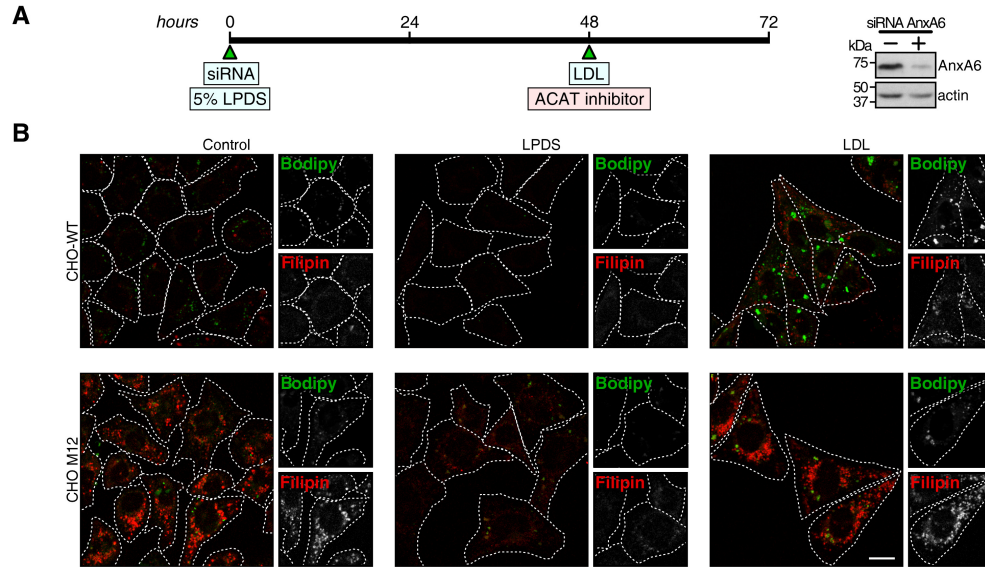 A
hours 0 24 48 72
siRNA
5% LPDS
LDL
ACAT inhibitor
siRNA AnxA6
kDa − +
75
AnxA6
50
37
actin
B
Control LPDS LDL
CHO-WT
Bodipy
Filipin
Bodipy
Filipin
Bodipy
Filipin
CHO M12
Bodipy
Filipin
Bodipy
Filipin
Bodipy
Filipin